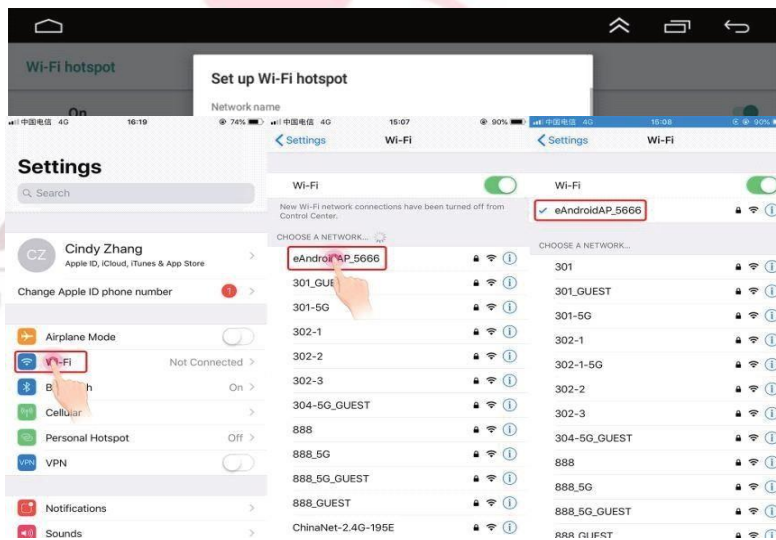 Wi-Fi hotspot
Set up Wi-Fi hotspot
Network name
On
中国电信 4G 16:19 74%
Settings
Search
CZ
Cindy Zhang
Apple ID, iCloud, iTunes & App Store
Change Apple ID phone number 1
Airplane Mode
Wi-Fi Not Connected
On
Cellular
Personal Hotspot Off
VPN VPN
Notifications
Sounds
中国电信 4G 15:07 90%
Settings Wi-Fi
Wi-Fi
New Wi-Fi network connections have been turned off from
Control Center.
CHOOSE A NETWORK...
eAndroidAP_5666
301_GUE
301-5G
302-1
302-2
302-3
304-5G_GUEST
888
888_5G
888_5G_GUEST
888_GUEST
ChinaNet-2.4G-195E
中国电信 4G 15:08 90%
Settings Wi-Fi
Wi-Fi
eAndroidAP_5666
CHOOSE A NETWORK...
301
301_GUEST
301-5G
302-1
302-1-5G
302-2
302-3
304-5G_GUEST
888
888_5G
888_5G_GUEST
888_GUEST